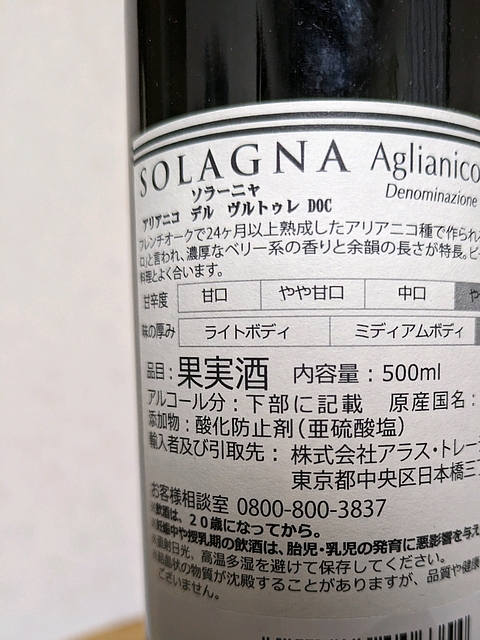 SOLAGNA Aglianico
Denominazione
ソラーニャ
アリアニコ デル ヴルトゥレ DOC
フレンチオークで24ヶ月以上熟成したアリアニコ種で作られ
ロ」と言われ、濃厚なベリー系の香りと余韻の長さが特長。ビー
料理とよく合います。
甘辛度 甘口 やや甘口 中口 や
味の厚み ライトボディ ミディアムボディ
品目：果実酒 内容量：500ml
アルコール分：下部に記載 原産国名：
添加物：酸化防止剤（亜硫酸塩）
輸入者及び引取先： 株式会社アラス・トレー
東京都中央区日本橋三
お客様相談室 0800-800-3837
※飲酒は、２０歳になってから。
※妊娠中や授乳期の飲酒は、胎児・乳児の発育に悪影響を与え
※直射日光、高温多湿を避けて保存してください。
※結晶状の物質が沈殿することがありますが、品質や健康
ございません。